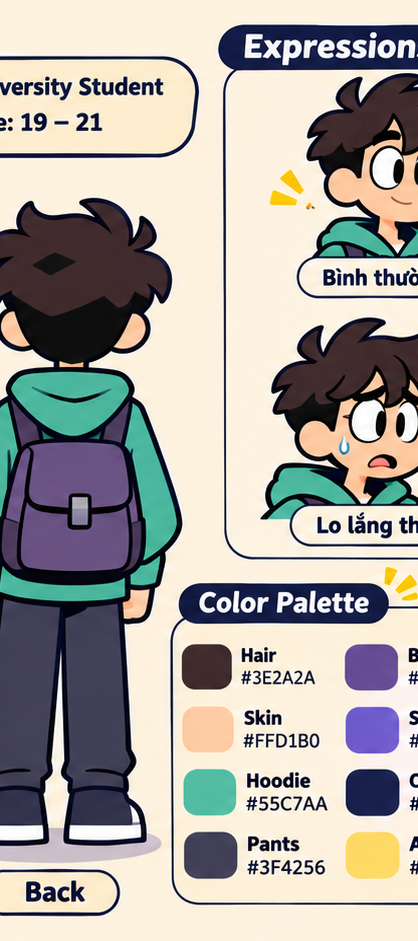 versity Student
e: 19 – 21
Expression
Bình thườ
Lo lắng th
Back
Color Palette
Hair
#3E2A2A
Skin
#FFD1B0
Hoodie
#55C7AA
Pants
#3F4256
B
#
S
#
#
A
#